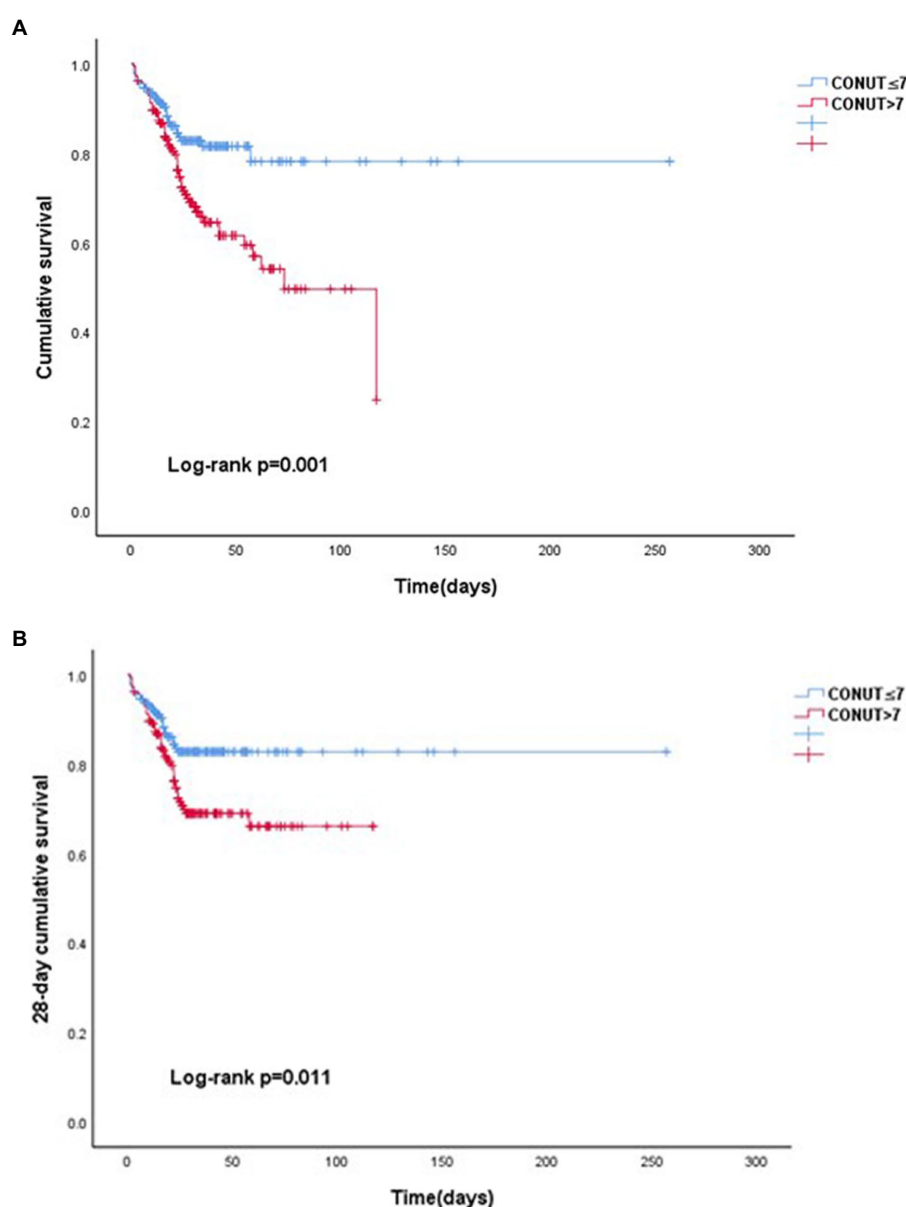 A
1.0
0.8
0.6
0.4
0.2
0.0
Cumulative survival
CONUT≤7
CONUT>7
Log-rank p=0.001
0 50 100 150 200 250 300
Time(days)
B
1.0
0.8
0.6
0.4
0.2
0.0
28-day cumulative survival
CONUT≤7
CONUT>7
Log-rank p=0.011
0 50 100 150 200 250 300
Time(days)